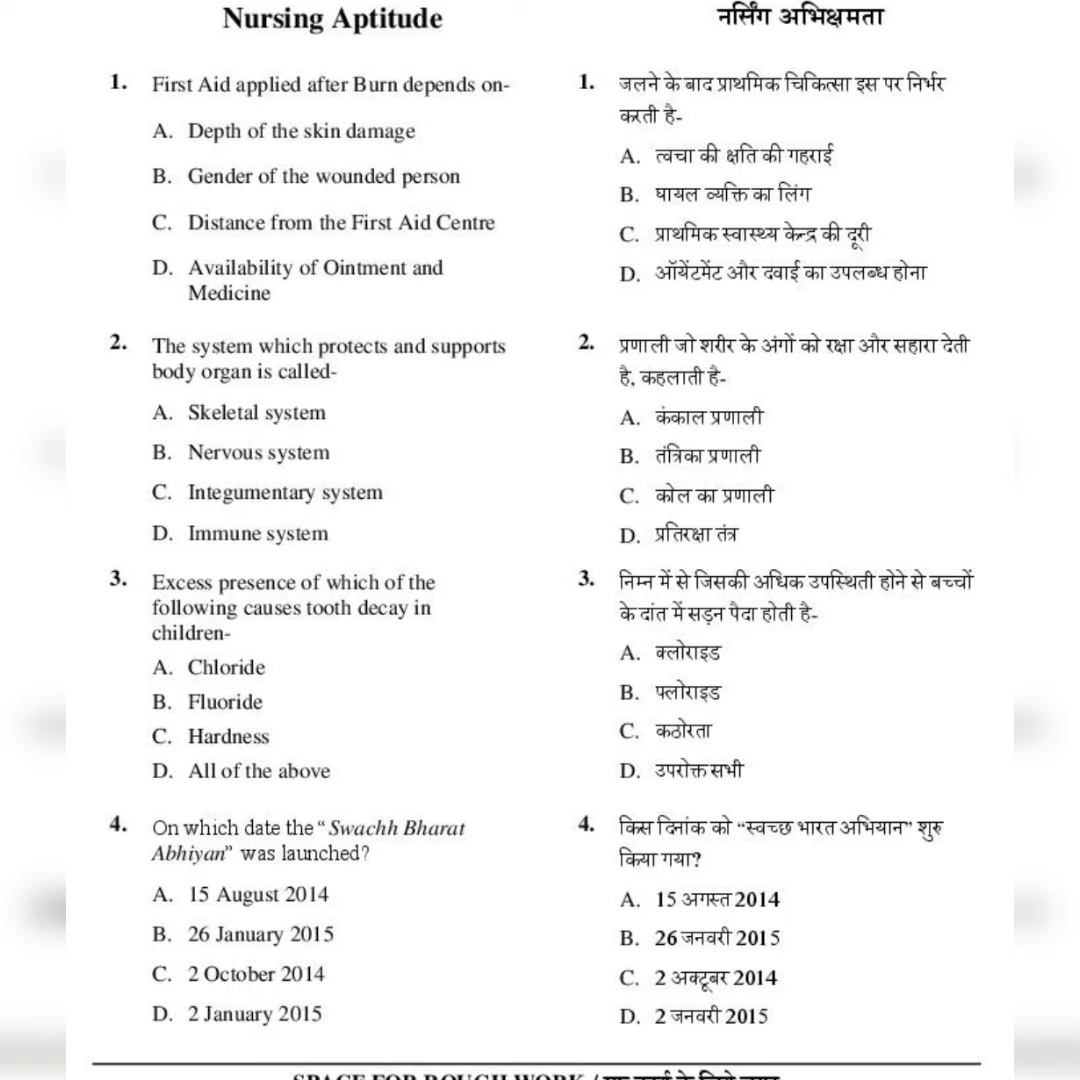 Nursing Aptitude
1. First Aid applied after Burn depends on-
A. Depth of the skin damage
B. Gender of the wounded person
C. Distance from the First Aid Centre
D. Availability of Ointment and
Medicine
2. The system which protects and supports
body organ is called-
A. Skeletal system
B. Nervous system
C. Integumentary system
D. Immune system
3. Excess presence of which of the
following causes tooth decay in
children-
A. Chloride
B. Fluoride
C. Hardness
D. All of the above
4. On which date the “Swachh Bharat
Abhiyan” was launched?
A. 15 August 2014
B. 26 January 2015
C. 2 October 2014
D. 2 January 2015
नर्सिंग अभिक्षमता
1. जलने के बाद प्राथमिक चिकित्सा इस पर निर्भर
करती है-
A. त्वचा की क्षति की गहराई
B. घायल व्यक्ति का लिंग
C. प्राथमिक स्वास्थ्य केन्द्र की दूरी
D. ऑयेंटमेंट और दवाई का उपलब्ध होना
2. प्रणाली जो शरीर के अंगों को रक्षा और सहारा देती
है, कहलाती है-
A. कंकाल प्रणाली
B. तंत्रिका प्रणाली
C. कोल का प्रणाली
D. प्रतिरक्षा तंत्र
3. निम्न में से जिसकी अधिक उपस्थिती होने से बच्चों
के दांत में सड़न पैदा होती है-
A. क्लोराइड
B. फ्लोराइड
C. कठोरता
D. उपरोक्त सभी
4. किस दिनांक को “स्वच्छ भारत अभियान” शुरु
किया गया?
A. 15 अगस्त 2014
B. 26 जनवरी 2015
C. 2 अक्टूबर 2014
D. 2 जनवरी 2015
SPACE FOR ROUGH WORK /